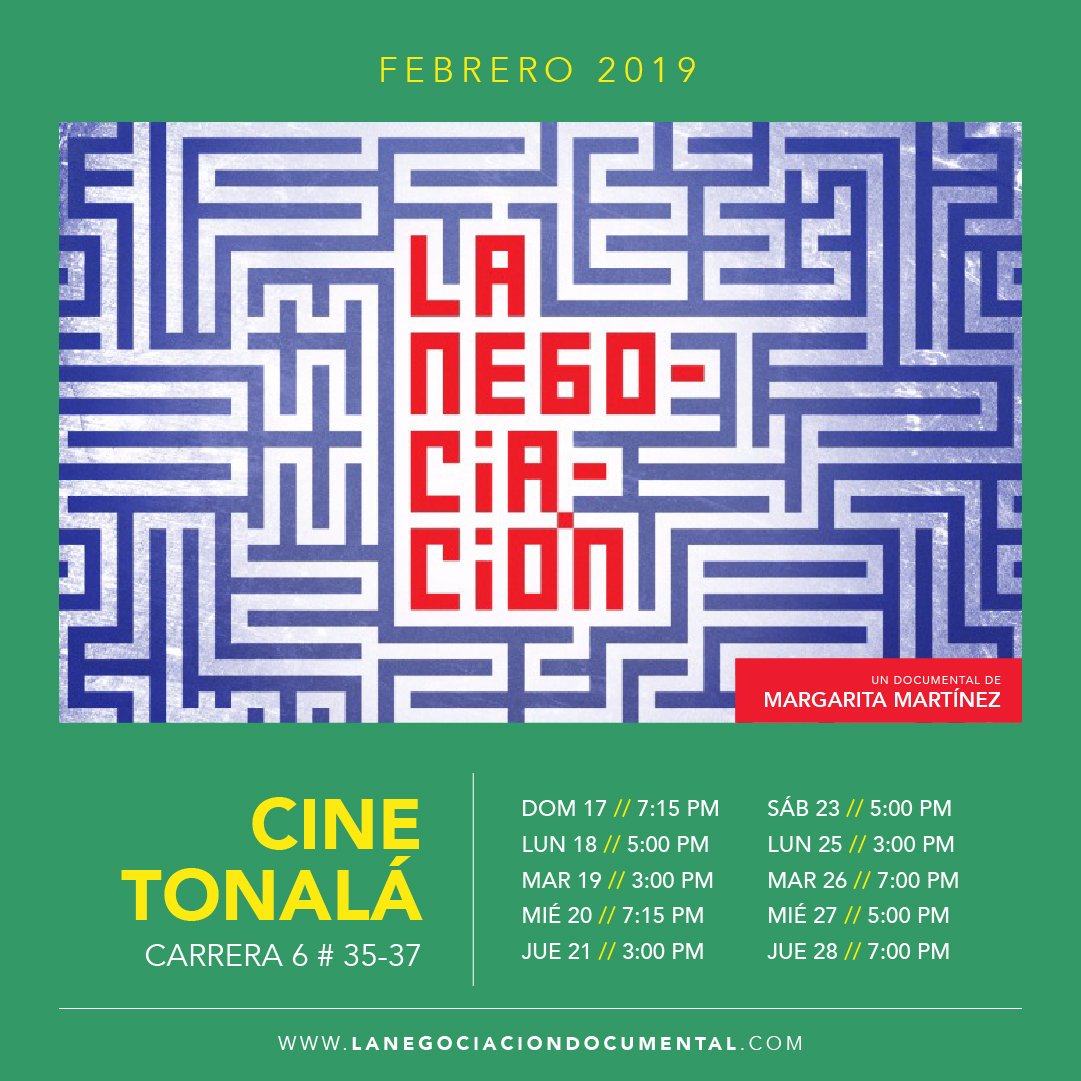 FEBRERO 2019
LA
NEGO-
CIA-
CIÓN
UN DOCUMENTAL DE
MARGARITA MARTÍNEZ
CINE
TONALÁ
CARRERA 6 # 35-37
DOM 17 // 7:15 PM
LUN 18 // 5:00 PM
MAR 19 // 3:00 PM
MIÉ 20 // 7:15 PM
JUE 21 // 3:00 PM
SÁB 23 // 5:00 PM
LUN 25 // 3:00 PM
MAR 26 // 7:00 PM
MIÉ 27 // 5:00 PM
JUE 28 // 7:00 PM
WWW.LANEGOCIACIONDOCUMENTAL.COM